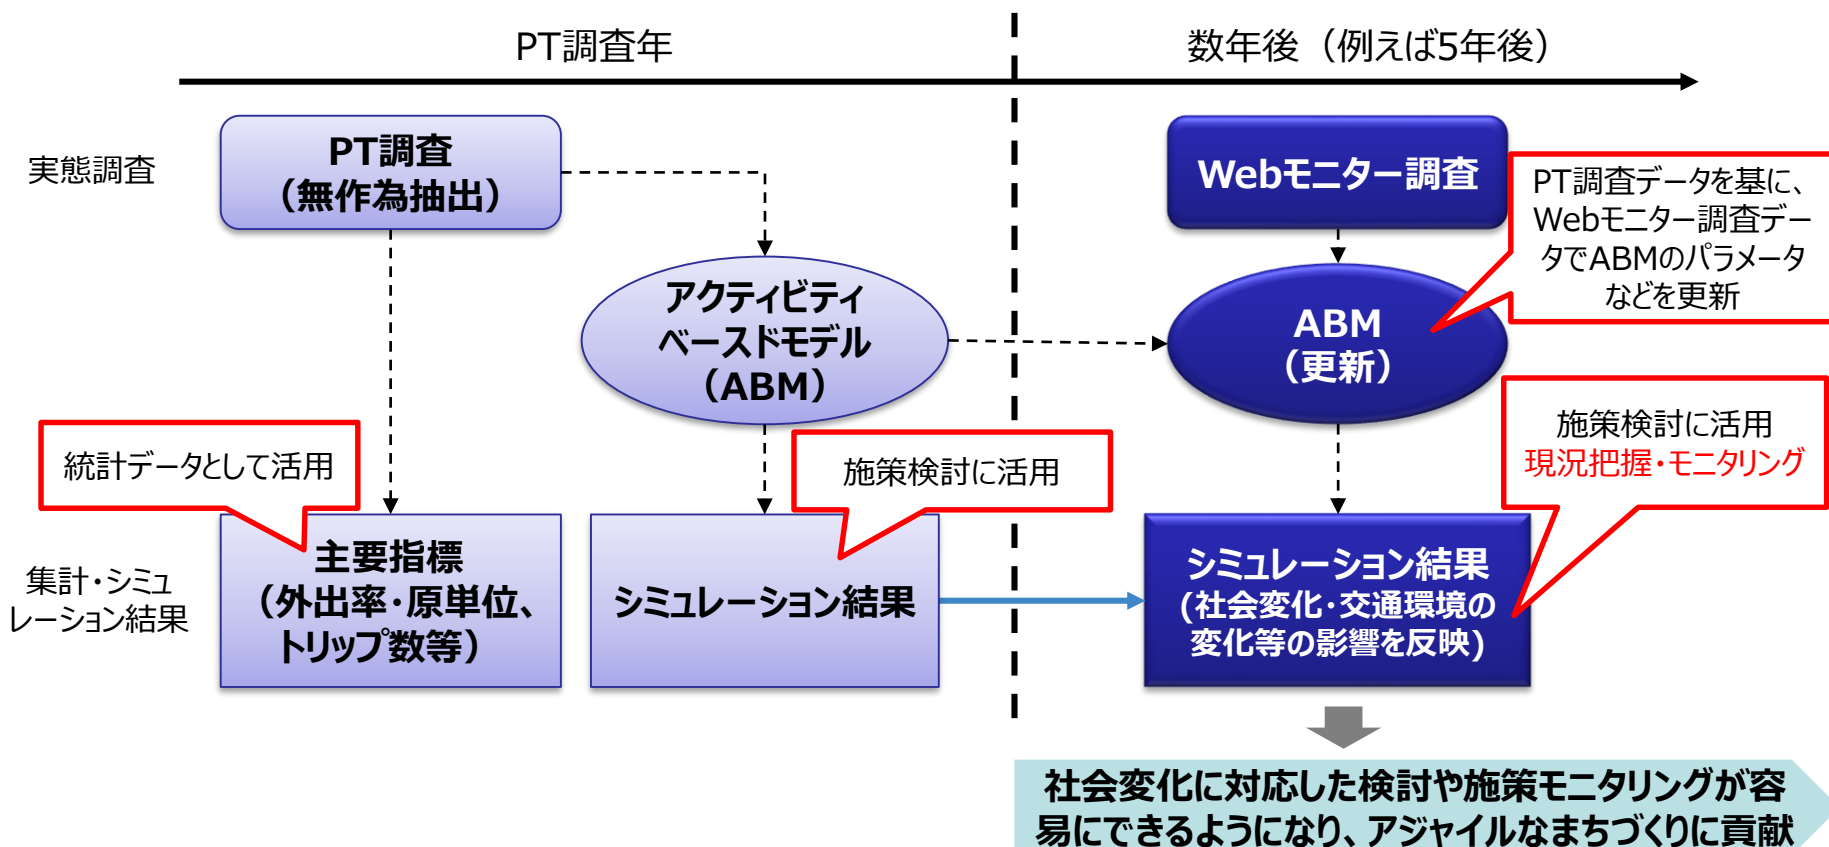 PT調査年
数年後（例えば5年後）
実態調査
PT調査
（無作為抽出）
Webモニター調査
PT調査データを基に、
Webモニター調査デー
タでABMのパラメータ
などを更新
アクティビティ
ベースドモデル
（ABM）
ABM
（更新）
統計データとして活用
施策検討に活用
施策検討に活用
現況把握・モニタリング
集計・シミュ
レーション結果
主要指標
（外出率・原単位、
トリップ数等）
シミュレーション結果
シミュレーション結果
(社会変化・交通環境の
変化等の影響を反映)
社会変化に対応した検討や施策モニタリングが容
易にできるようになり、アジャイルなまちづくりに貢献